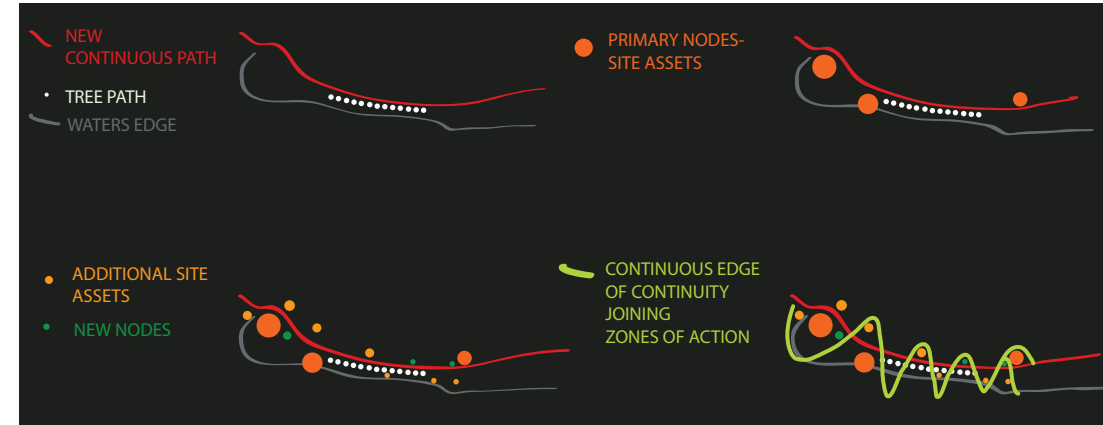 NEW
CONTINUOUS PATH
TREE PATH
WATERS EDGE
PRIMARY NODES-
SITE ASSETS
ADDITIONAL SITE
ASSETS
NEW NODES
CONTINUOUS EDGE
OF CONTINUITY
JOINING
ZONES OF ACTION